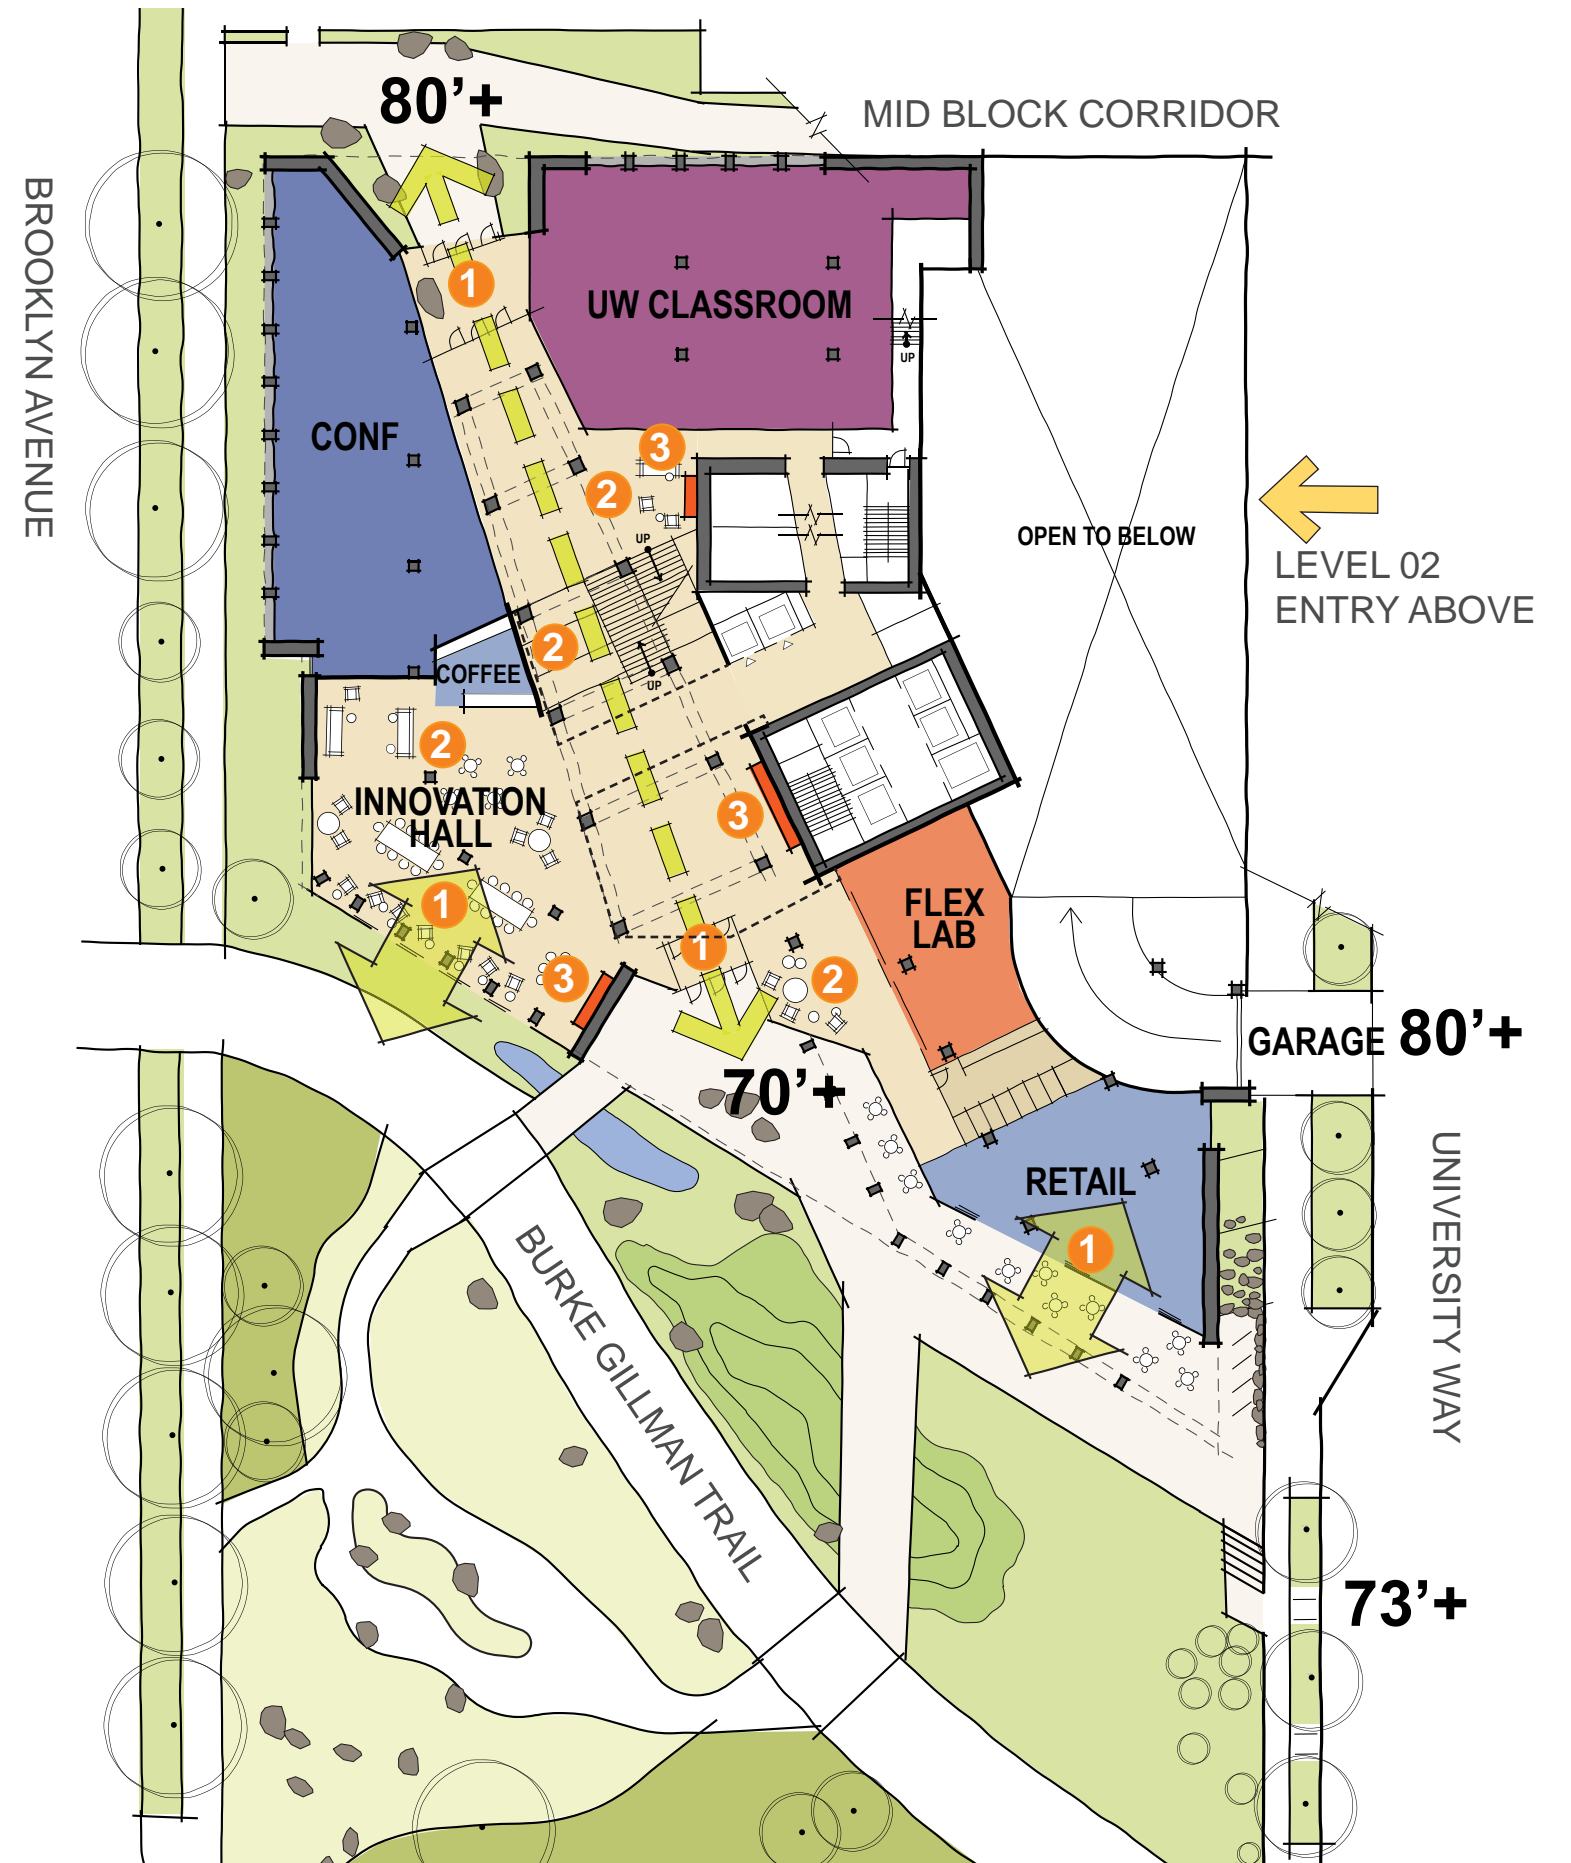 80’+
MID BLOCK CORRIDOR
BROOKLYN AVENUE
1
UW CLASSROOM
UP
CONF
3
2
UP
OPEN TO BELOW
LEVEL 02
ENTRY ABOVE
2
COFFEE
UP
2
INNOVATION
HALL
3
1
FLEX
LAB
1
3
2
GARAGE
80’+
70’+
RETAIL
1
UNIVERSITY WAY
BURKE GILLMAN TRAIL
73’+